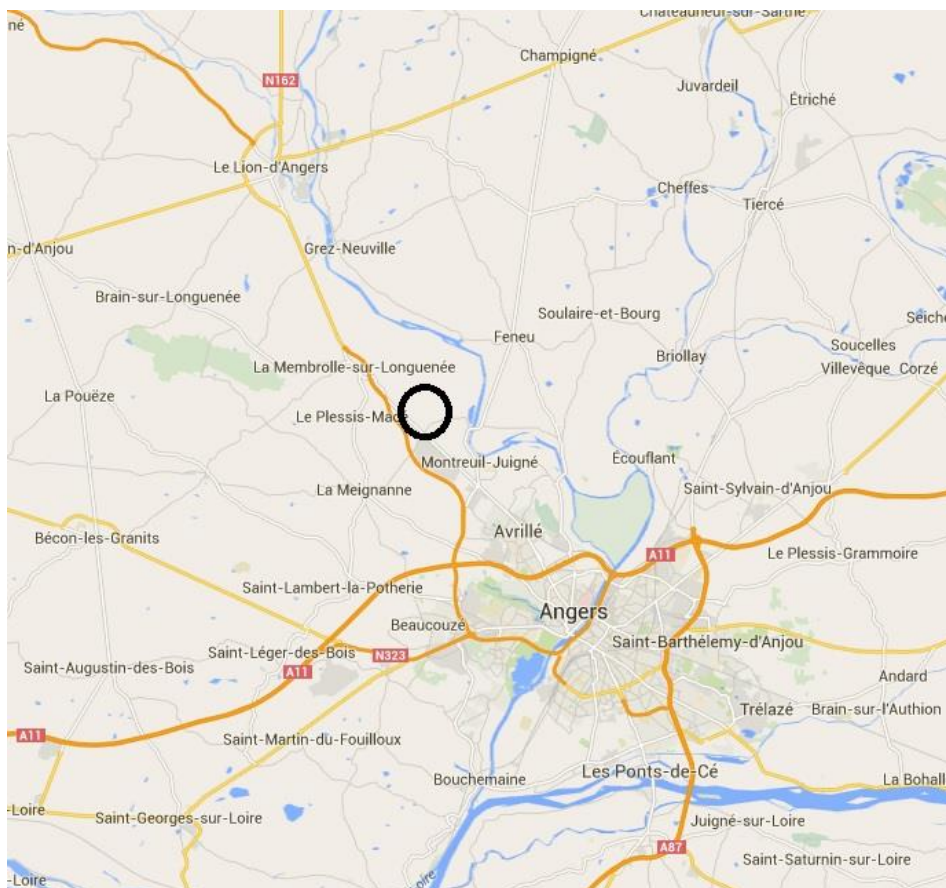 Châteauneuf-sur-Sarthe
né
Champigné
N162
Juvardeil
Étriché
Le Lion-d'Angers
Cheffes
Tiercé
n-d'Anjou
Grez-Neuville
Brain-sur-Longuenée
Soulaire-et-Bourg
Seiche
Feneu
Soucelles
Briollay
La Membrolle-sur-Longuenée
Villevêque
Corzé
La Pouëze
Le Plessis-Macé
Montreuil-Juigné
Écouflant
La Meignanne
Saint-Sylvain-d'Anjou
Avrillé
Bécon-les-Granits
A11
Le Plessis-Grammoire
Saint-Lambert-la-Potherie
Angers
Beaucouzé
Saint-Barthélemy-d'Anjou
Saint-Léger-des-Bois
N323
Saint-Augustin-des-Bois
A11
Andard
Trélazé
Brain-sur-l'Authion
A11
Saint-Martin-du-Fouilloux
Les Ponts-de-Cé
Bouchemaine
La Bohall
-Loire
Saint-Georges-sur-Loire
Juigné-sur-Loire
A87
Saint-Saturnin-sur-Loire
-Loire
oire